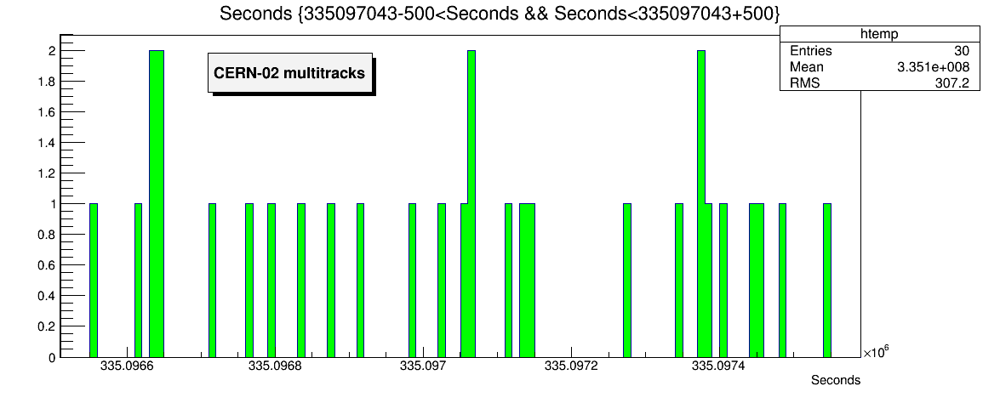 Seconds {335097043-500<Seconds && Seconds<335097043+500}
htemp
Entries 30
Mean 3.351e+008
RMS 307.2
CERN-02 multitracks
2
1.8
1.6
1.4
1.2
1
0.8
0.6
0.4
0.2
0
335.0966 335.0968 335.097 335.0972 335.0974
×10⁶
Seconds